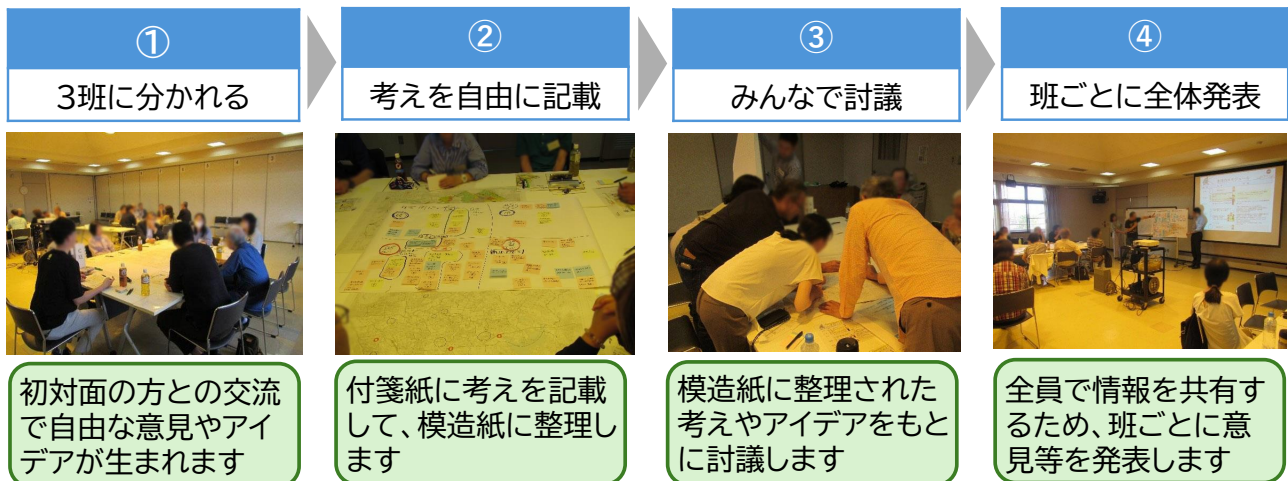 ①
3班に分かれる
初対面の方との交流
で自由な意見やアイ
デアが生まれます
②
考えを自由に記載
付箋紙に考えを記載
して、模造紙に整理し
ます
③
みんなで討議
模造紙に整理された
考えやアイデアをもと
に討議します
④
班ごとに全体発表
全員で情報を共有す
るため、班ごとに意
見等を発表します